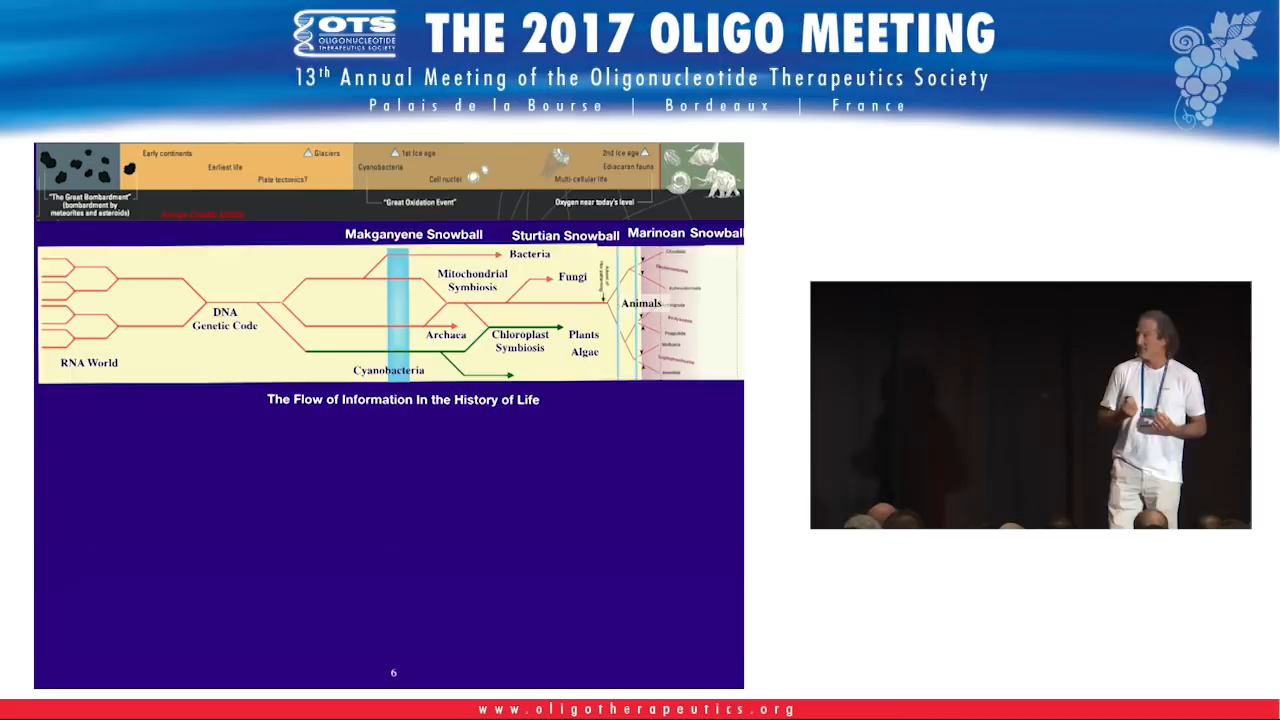 OTS
OLIGONUCLEOTIDE
THERAPEUTICS SOCIETY
THE 2017 OLIGO MEETING
13th Annual Meeting of the Oligonucleotide Therapeutics Society
Palais de la Bourse | Bordeaux | France
Early continents
Glaciers
1st Ice age
2nd Ice age
Earliest life
Cyanobacteria
Ediacaran fauna
Plate tectonics?
Cell nuclei
Multi-cellular life
"The Great Bombardment"
(bombardment by
meteorites and asteroids)
"Great Oxidation Event"
Oxygen near today's level
Makganyene Snowball
Sturtian Snowball
Marinoan Snowball
Bacteria
Mitochondrial
Symbiosis
Fungi
DNA
Genetic Code
Animals
Archaea
Chloroplast
Symbiosis
Plants
Algae
RNA World
Cyanobacteria
The Flow of Information In the History of Life
6
www.oligotherapeutics.org